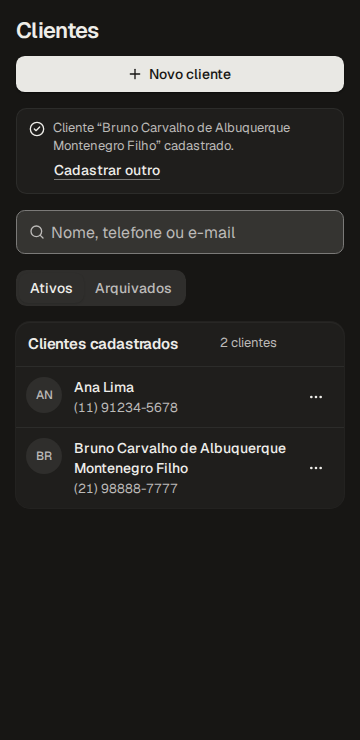 Clientes
Novo cliente
Cliente “Bruno Carvalho de Albuquerque
Montenegro Filho” cadastrado.
Cadastrar outro
Nome, telefone ou e-mail
Ativos Arquivados
Clientes cadastrados 2 clientes
AN
Ana Lima
(11) 91234-5678
BR
Bruno Carvalho de Albuquerque
Montenegro Filho
(21) 98888-7777